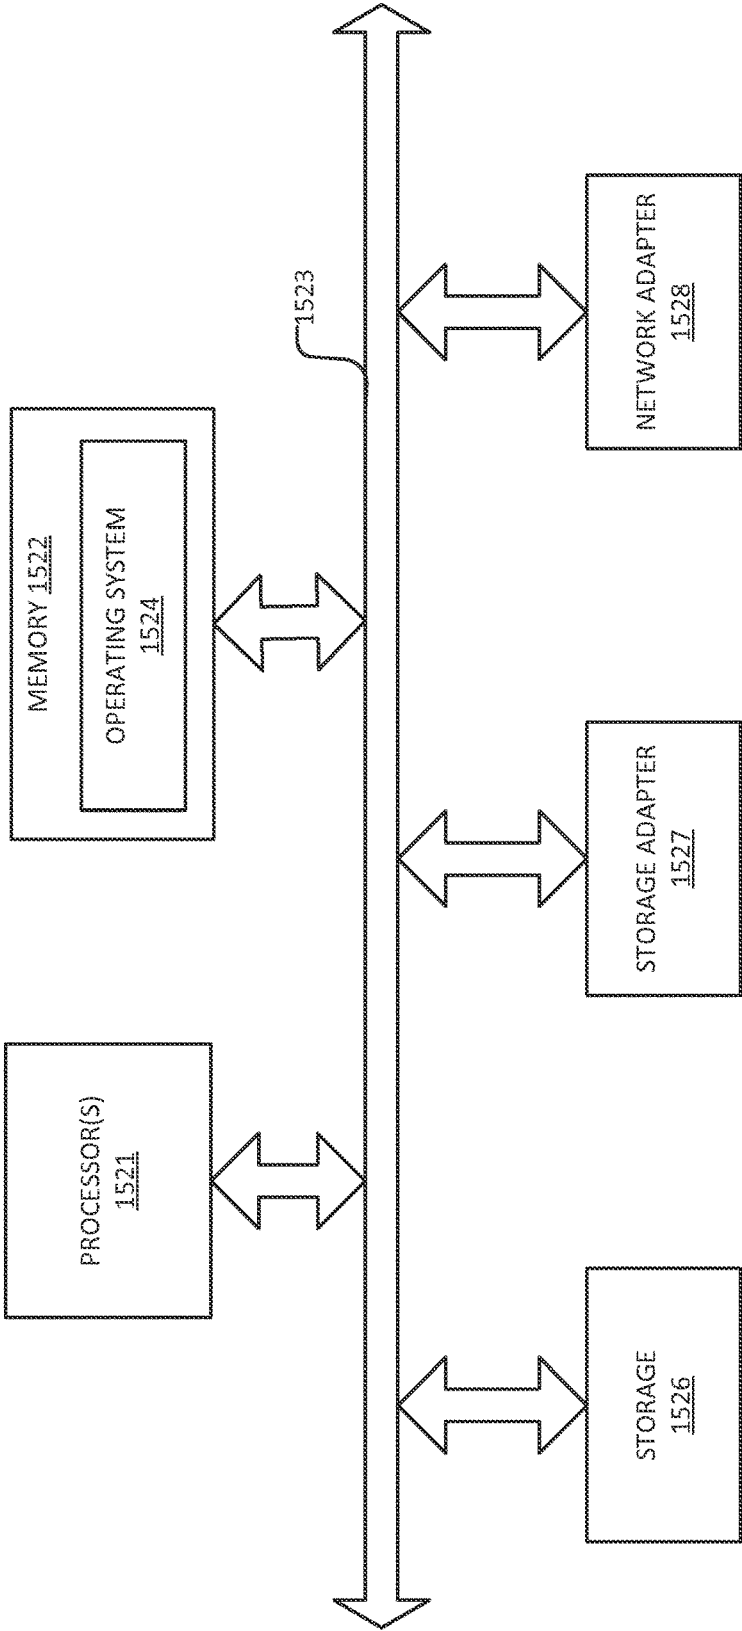 PROCESSOR(S)
1521
MEMORY 1522
OPERATING SYSTEM
1524
1523
STORAGE
1526
STORAGE ADAPTER
1527
NETWORK ADAPTER
1528